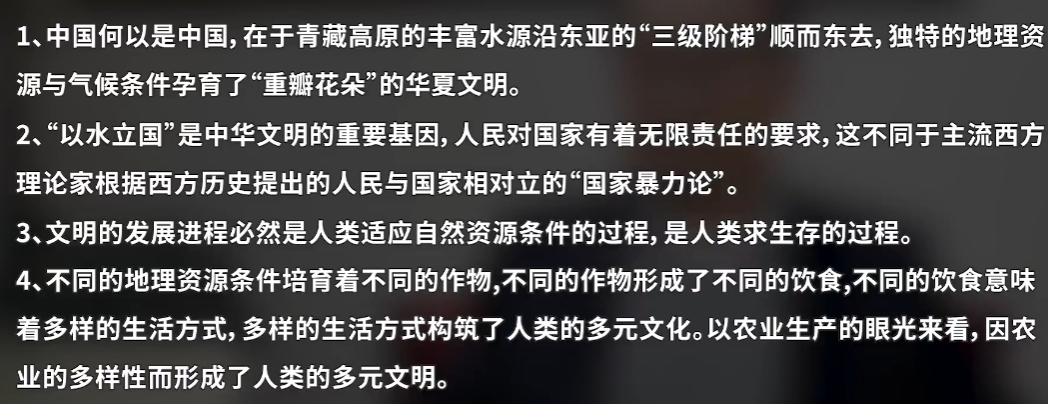 1、中国何以是中国，在于青藏高原的丰富水源沿东亚的“三级阶梯”顺而东去，独特的地理资
源与气候条件孕育了“重瓣花朵”的华夏文明。
2、“以水立国”是中华文明的重要基因，人民对国家有着无限责任的要求，这不同于主流西方
理论家根据西方历史提出的人民与国家相对立的“国家暴力论”。
3、文明的发展进程必然是人类适应自然资源条件的过程，是人类求生存的过程。
4、不同的地理资源条件培育着不同的作物,不同的作物形成了不同的饮食,不同的饮食意味
着多样的生活方式，多样的生活方式构筑了人类的多元文化。以农业生产的眼光来看，因农
业的多样性而形成了人类的多元文明。